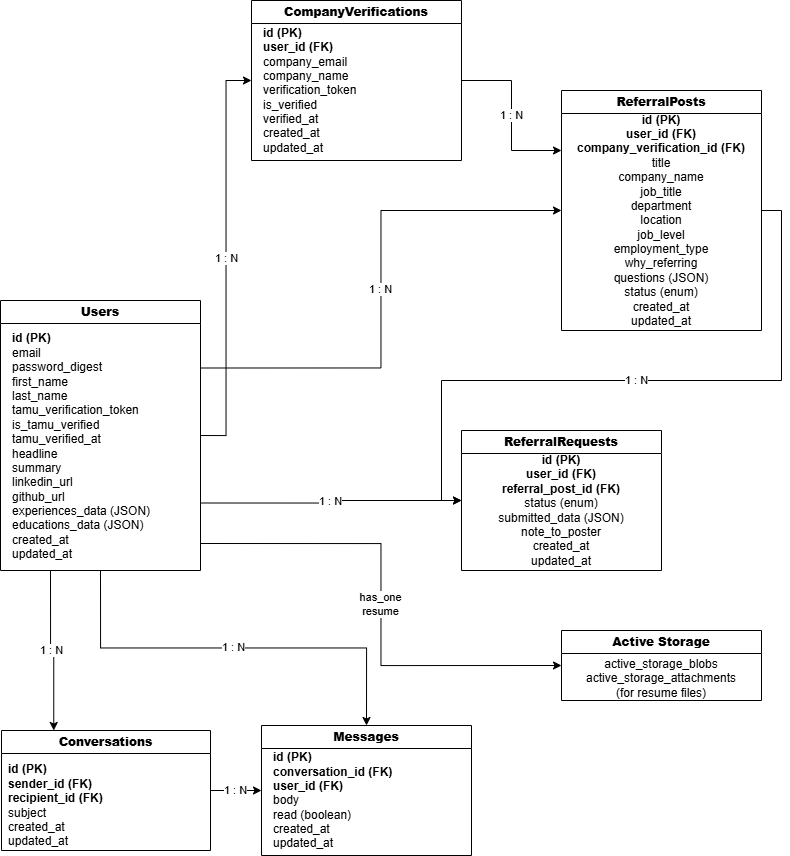 CompanyVerifications
id (PK)
user_id (FK)
company_email
company_name
verification_token
is_verified
verified_at
created_at
updated_at
1 : N
ReferralPosts
id (PK)
user_id (FK)
company_verification_id (FK)
title
company_name
job_title
department
location
job_level
employment_type
why_referring
questions (JSON)
status (enum)
created_at
updated_at
1 : N
1 : N
Users
id (PK)
email
password_digest
first_name
last_name
tamu_verification_token
is_tamu_verified
tamu_verified_at
headline
summary
linkedin_url
github_url
experiences_data (JSON)
educations_data (JSON)
created_at
updated_at
1 : N
ReferralRequests
id (PK)
user_id (FK)
referral_post_id (FK)
status (enum)
submitted_data (JSON)
note_to_poster
created_at
updated_at
1 : N
has_one
resume
Active Storage
active_storage_blobs
active_storage_attachments
(for resume files)
1 : N
1 : N
Conversations
id (PK)
sender_id (FK)
recipient_id (FK)
subject
created_at
updated_at
1 : N
Messages
id (PK)
conversation_id (FK)
user_id (FK)
body
read (boolean)
created_at
updated_at